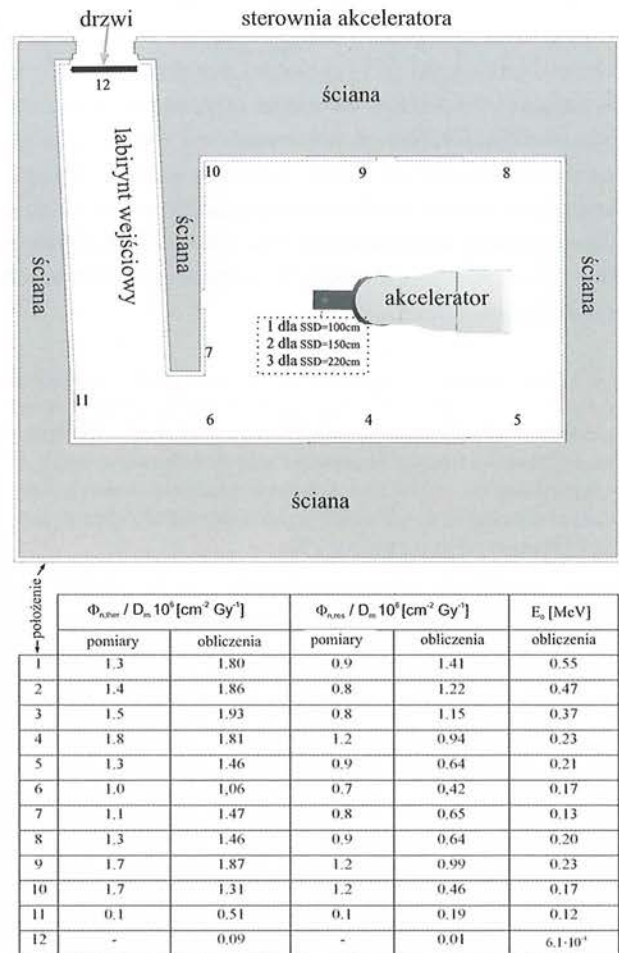 drzwi sterownia akceleratora
12
ściana
labirynt wejściowy
10 9 8
ściana ściana ściana
akcelerator
1 dla SSD=100cm
2 dla SSD=150cm
3 dla SSD=220cm
7
11
6 4 5
ściana
położenie Φn,ther / Dm 10⁶ [cm⁻² Gy⁻¹] Φn,res / Dm 10⁶ [cm⁻² Gy⁻¹] Eₒ [MeV]
pomiary obliczenia pomiary obliczenia obliczenia
1 1.3 1.80 0.9 1.41 0.55
2 1.4 1.86 0.8 1.22 0.47
3 1.5 1.93 0.8 1.15 0.37
4 1.8 1.81 1.2 0.94 0.23
5 1.3 1.46 0.9 0.64 0.21
6 1.0 1,06 0.7 0,42 0.17
7 1.1 1.47 0.8 0.65 0.13
8 1.3 1.46 0.9 0.64 0.20
9 1.7 1.87 1.2 0.99 0.23
10 1.7 1.31 1.2 0.46 0.17
11 0.1 0.51 0.1 0.19 0.12
12 - 0.09 - 0.01 6.1·10⁻⁴